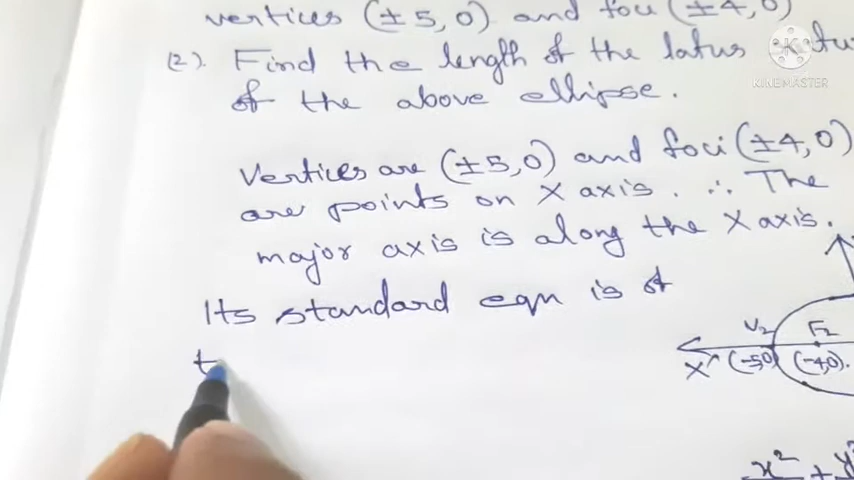 vertices (±5, 0) and foci (±4, 0)
(2). Find the length of the latus
of the above ellipse.
KINEMASTER
Vertices are (±5, 0) and foci (±4, 0)
are points on X axis. ∴ The
major axis is along the X axis.
Its standard eqn is of
t
V₂ F₂
X' (-5,0) (-4,0).
x² + y²